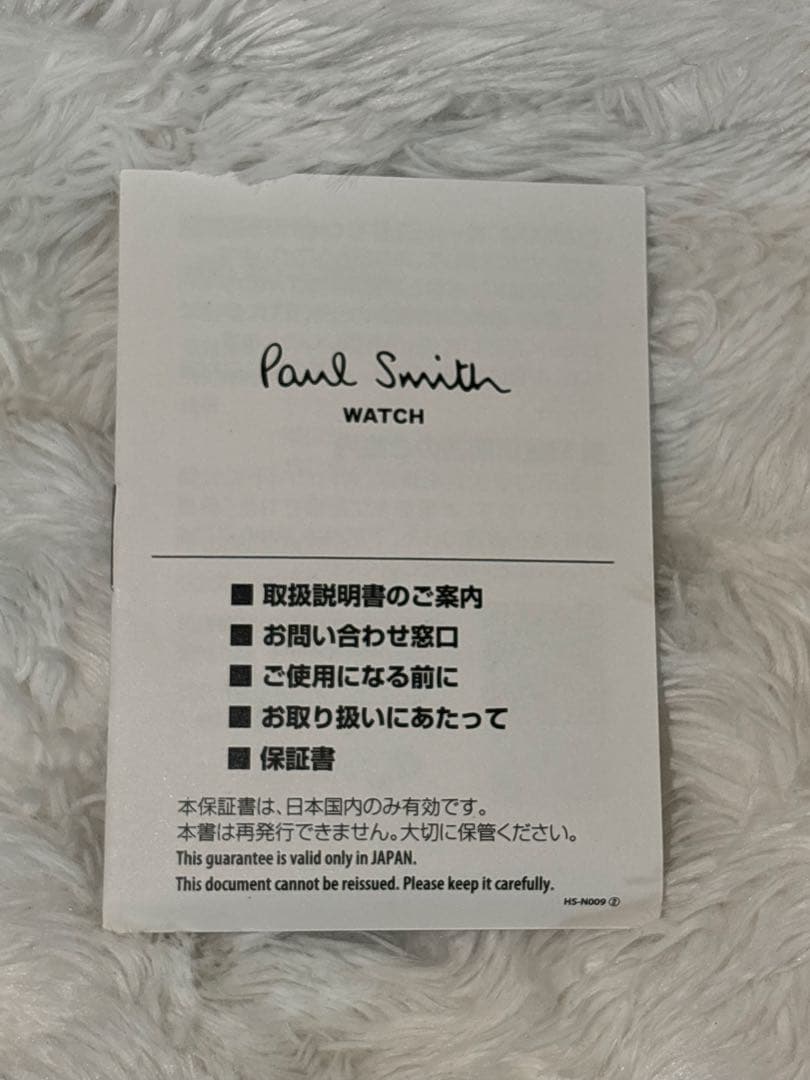 Paul Smith
WATCH
■ 取扱説明書のご案内
■ お問い合わせ窓口
■ ご使用になる前に
■ お取り扱いにあたって
■ 保証書
本保証書は、日本国内のみ有効です。
本書は再発行できません。大切に保管ください。
This guarantee is valid only in JAPAN.
This document cannot be reissued. Please keep it carefully.
HS-N009 ②